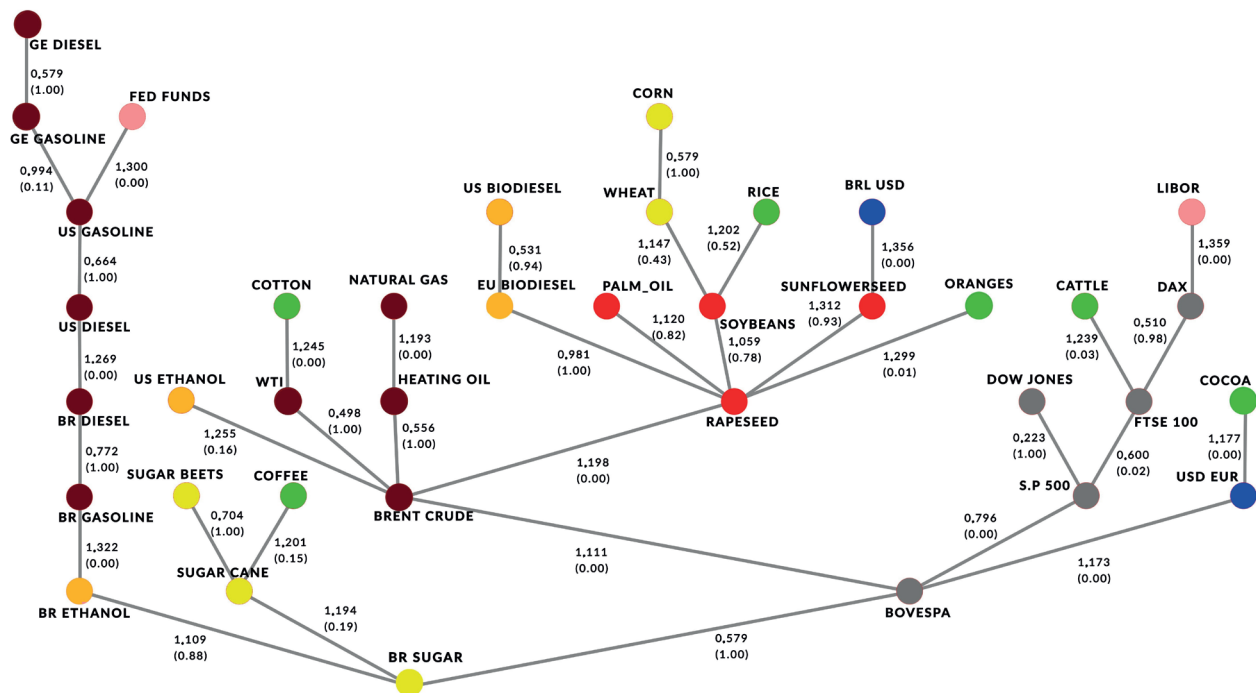 GE DIESEL
0,579
(1.00)
FED FUNDS
CORN
GE GASOLINE
0,994
(0.11)
1,300
(0.00)
0,579
(1.00)
US BIODIESEL
WHEAT
RICE
BRL USD
LIBOR
US GASOLINE
0,664
(1.00)
0,531
(0.94)
1,147
(0.43)
1,202
(0.52)
1,356
(0.00)
1,359
(0.00)
COTTON
NATURAL GAS
EU BIODIESEL
PALM_OIL
SOYBEANS
SUNFLOWERSEED
ORANGES
CATTLE
DAX
US DIESEL
1,269
(0.00)
1,245
(0.00)
1,193
(0.00)
0,981
(1.00)
1,120
(0.82)
1,059
(0.78)
1,312
(0.93)
1,299
(0.01)
1,239
(0.03)
0,510
(0.98)
US ETHANOL
WTI
HEATING OIL
RAPESEED
DOW JONES
FTSE 100
COCOA
BR DIESEL
0,772
(1.00)
1,255
(0.16)
0,498
(1.00)
0,556
(1.00)
1,198
(0.00)
0,223
(1.00)
0,600
(0.02)
1,177
(0.00)
SUGAR BEETS
COFFEE
BRENT CRUDE
S.P 500
USD EUR
BR GASOLINE
1,322
(0.00)
0,704
(1.00)
1,201
(0.15)
1,111
(0.00)
0,796
(0.00)
1,173
(0.00)
SUGAR CANE
BR ETHANOL
BOVESPA
1,109
(0.88)
1,194
(0.19)
0,579
(1.00)
BR SUGAR